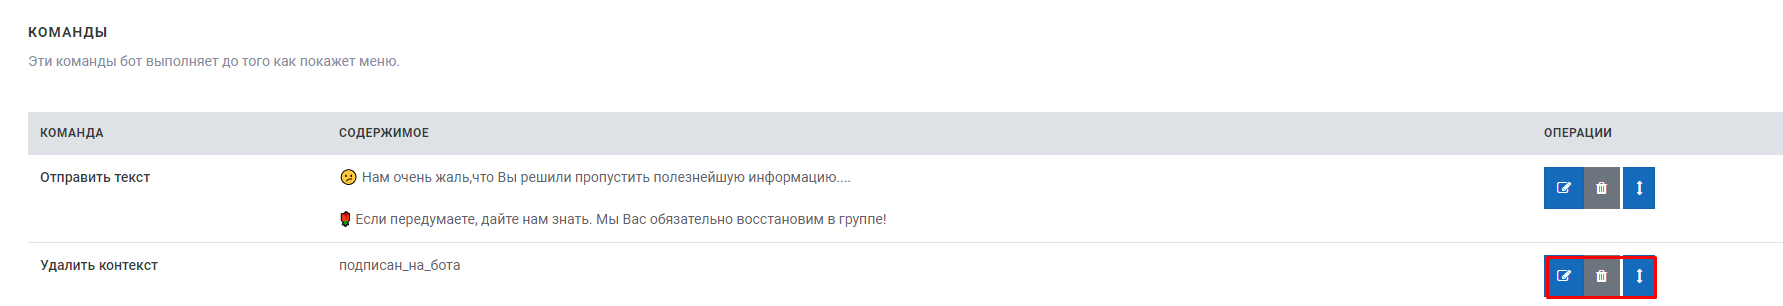 КОМАНДЫ
Эти команды бот выполняет до того как покажет меню.
КОМАНДА СОДЕРЖИМОЕ ОПЕРАЦИИ
Отправить текст 😕 Нам очень жаль,что Вы решили пропустить полезнейшую информацию....
🌹Если передумаете, дайте нам знать. Мы Вас обязательно восстановим в группе!
Удалить контекст подписан_на_бота